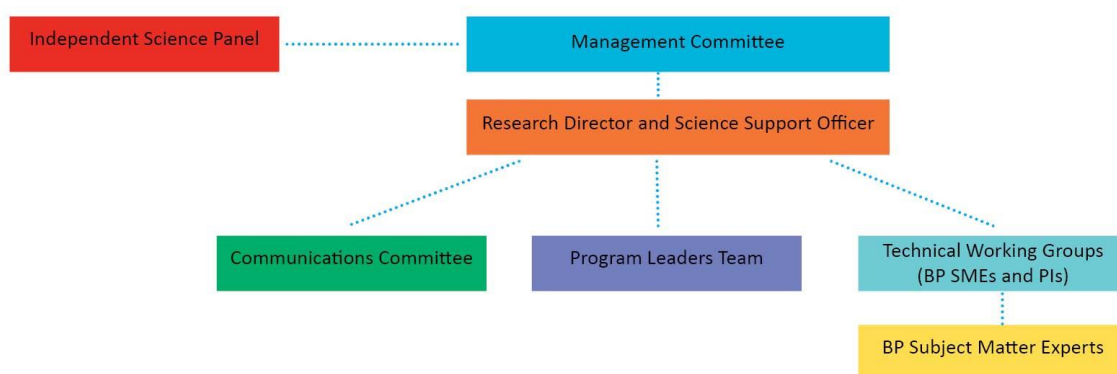 Independent Science Panel
Management Committee
Research Director and Science Support Officer
Communications Committee
Program Leaders Team
Technical Working Groups
(BP SMEs and PIs)
BP Subject Matter Experts